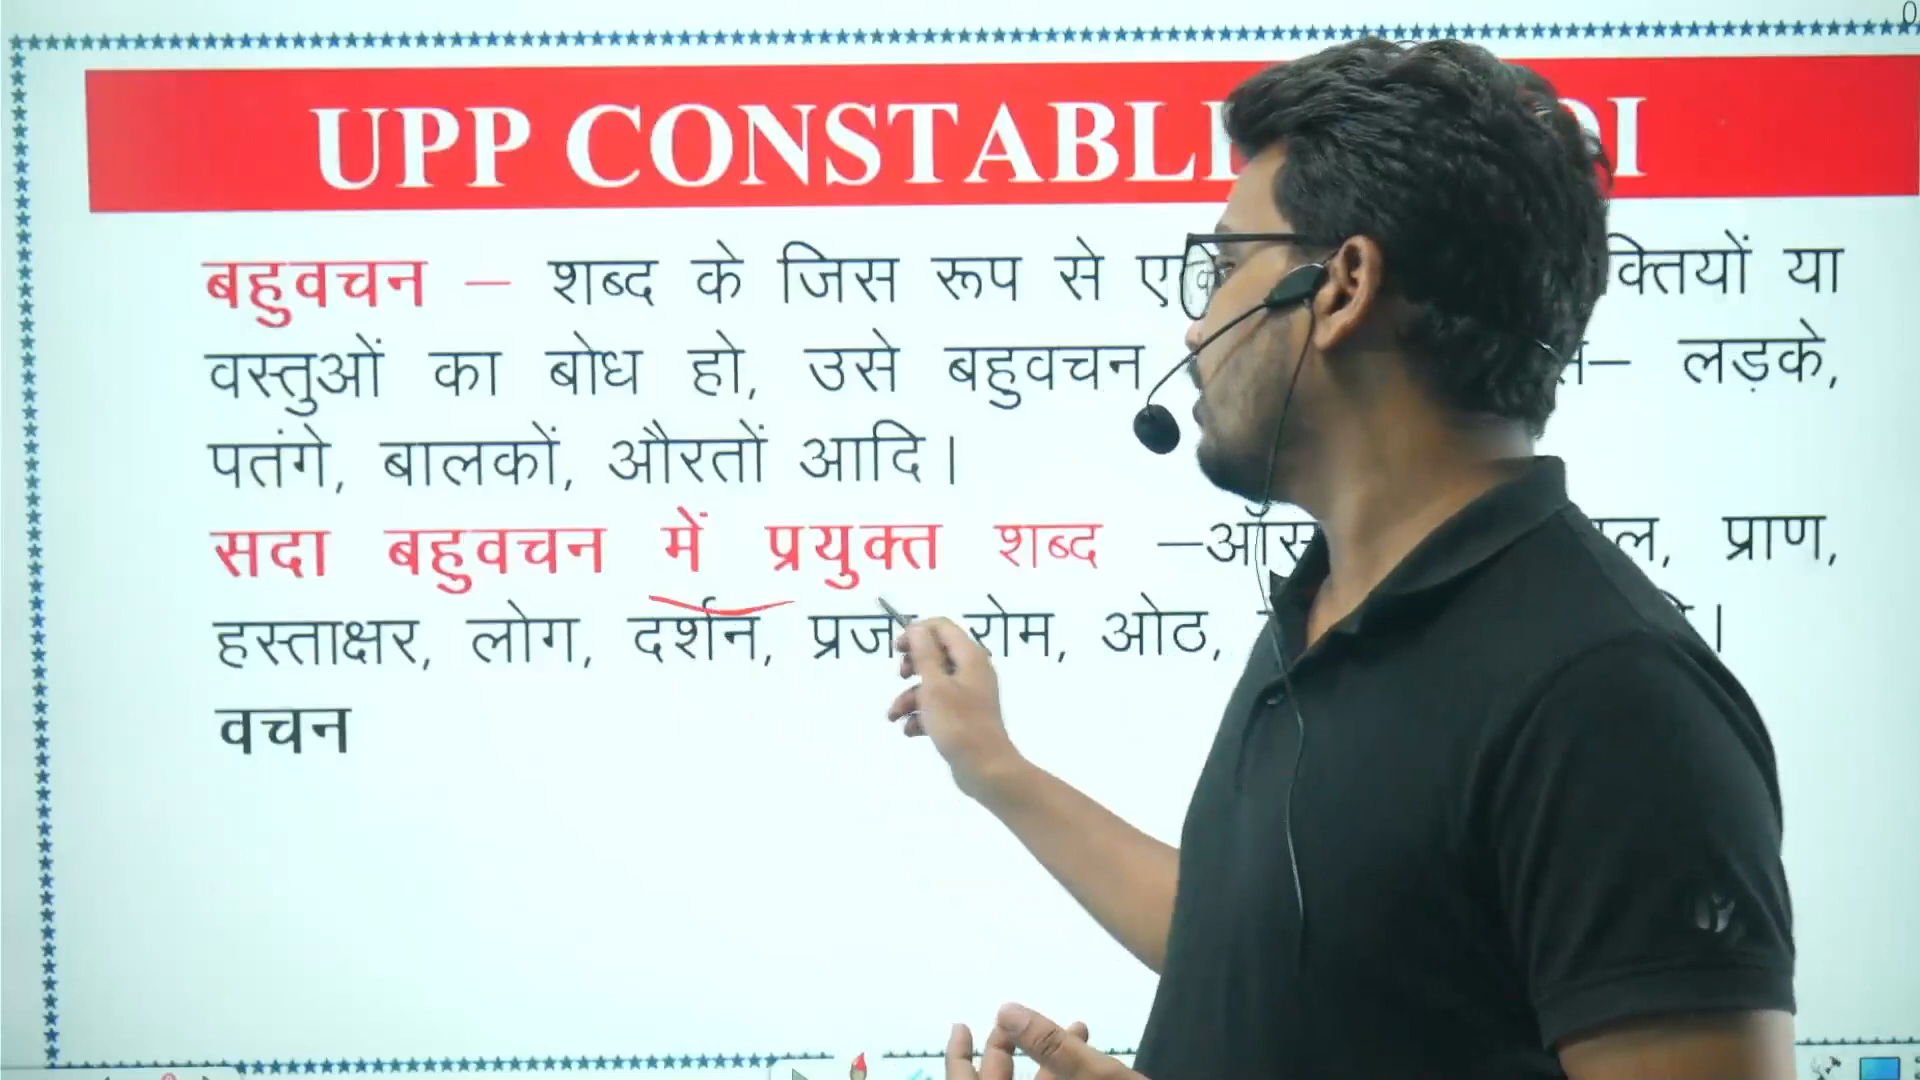 UPP CONSTABL
बहुवचन – शब्द के जिस रूप से या
वस्तुओं का बोध हो, उसे बहुवचन लड़के,
पतंगे, बालकों, औरतों आदि।
सदा बहुवचन में प्रयुक्त शब्द – प्राण,
हस्ताक्षर, लोग, दर्शन, रोम, ओठ,
वचन